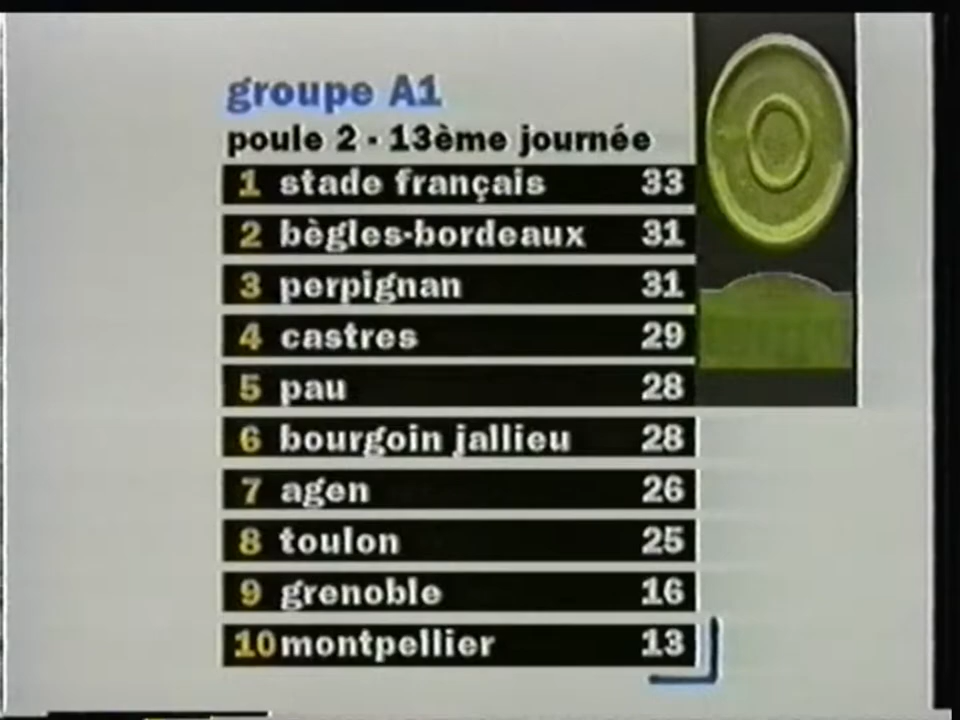 groupe A1
poule 2 - 13ème journée
1 stade français 33
2 bègles-bordeaux 31
3 perpignan 31
4 castres 29
5 pau 28
6 bourgoin jallieu 28
7 agen 26
8 toulon 25
9 grenoble 16
10 montpellier 13